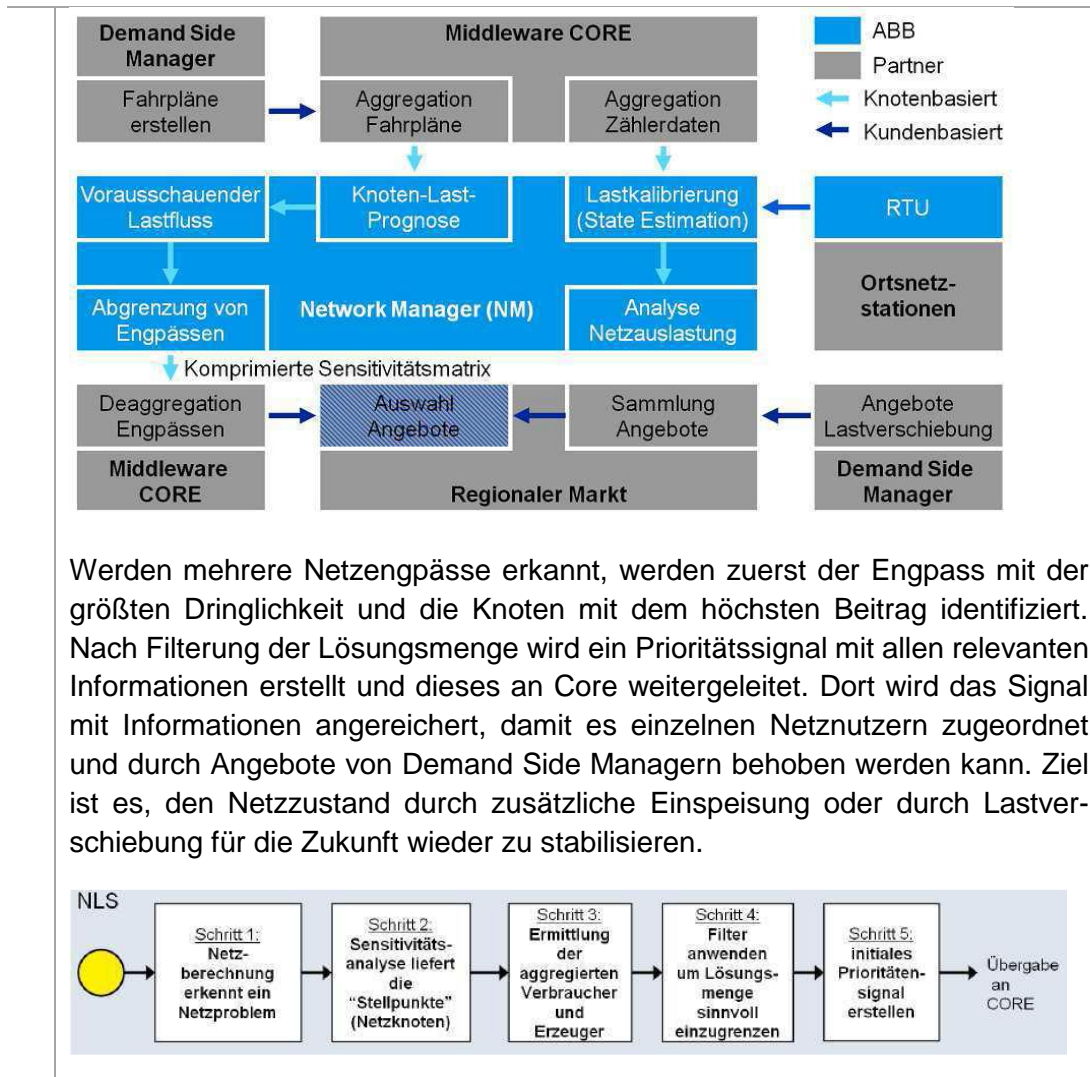 Demand Side
Manager
Middleware CORE
ABB
Partner
Knotenbasiert
Kundenbasiert
Fahrpläne
erstellen
Aggregation
Fahrpläne
Aggregation
Zählerdaten
Vorausschauender
Lastfluss
Knoten-Last-
Prognose
Lastkalibrierung
(State Estimation)
RTU
Ortsnetz-
stationen
Abgrenzung von
Engpässen
Network Manager (NM)
Analyse
Netzauslastung
Komprimierte Sensitivitätsmatrix
Deaggregation
Engpässen
Auswahl
Angebote
Sammlung
Angebote
Angebote
Lastverschiebung
Middleware
CORE
Regionaler Markt
Demand Side
Manager
Werden mehrere Netzengpässe erkannt, werden zuerst der Engpass mit der
größten Dringlichkeit und die Knoten mit dem höchsten Beitrag identifiziert.
Nach Filterung der Lösungsmenge wird ein Prioritätssignal mit allen relevanten
Informationen erstellt und dieses an Core weitergeleitet. Dort wird das Signal
mit Informationen angereichert, damit es einzelnen Netznutzern zugeordnet
und durch Angebote von Demand Side Managern behoben werden kann. Ziel
ist es, den Netzzustand durch zusätzliche Einspeisung oder durch Lastver-
schiebung für die Zukunft wieder zu stabilisieren.
NLS
Schritt 1:
Netz-
berechnung
erkennt ein
Netzproblem
Schritt 2:
Sensitivitäts-
analyse liefert
die
"Stellpunkte"
(Netzknoten)
Schritt 3:
Ermittlung
der
aggregierten
Verbraucher
und
Erzeuger
Schritt 4:
Filter
anwenden
um Lösungs-
menge
sinnvoll
einzugrenzen
Schritt 5:
initiales
Prioritäten-
signal
erstellen
Übergabe
an
CORE